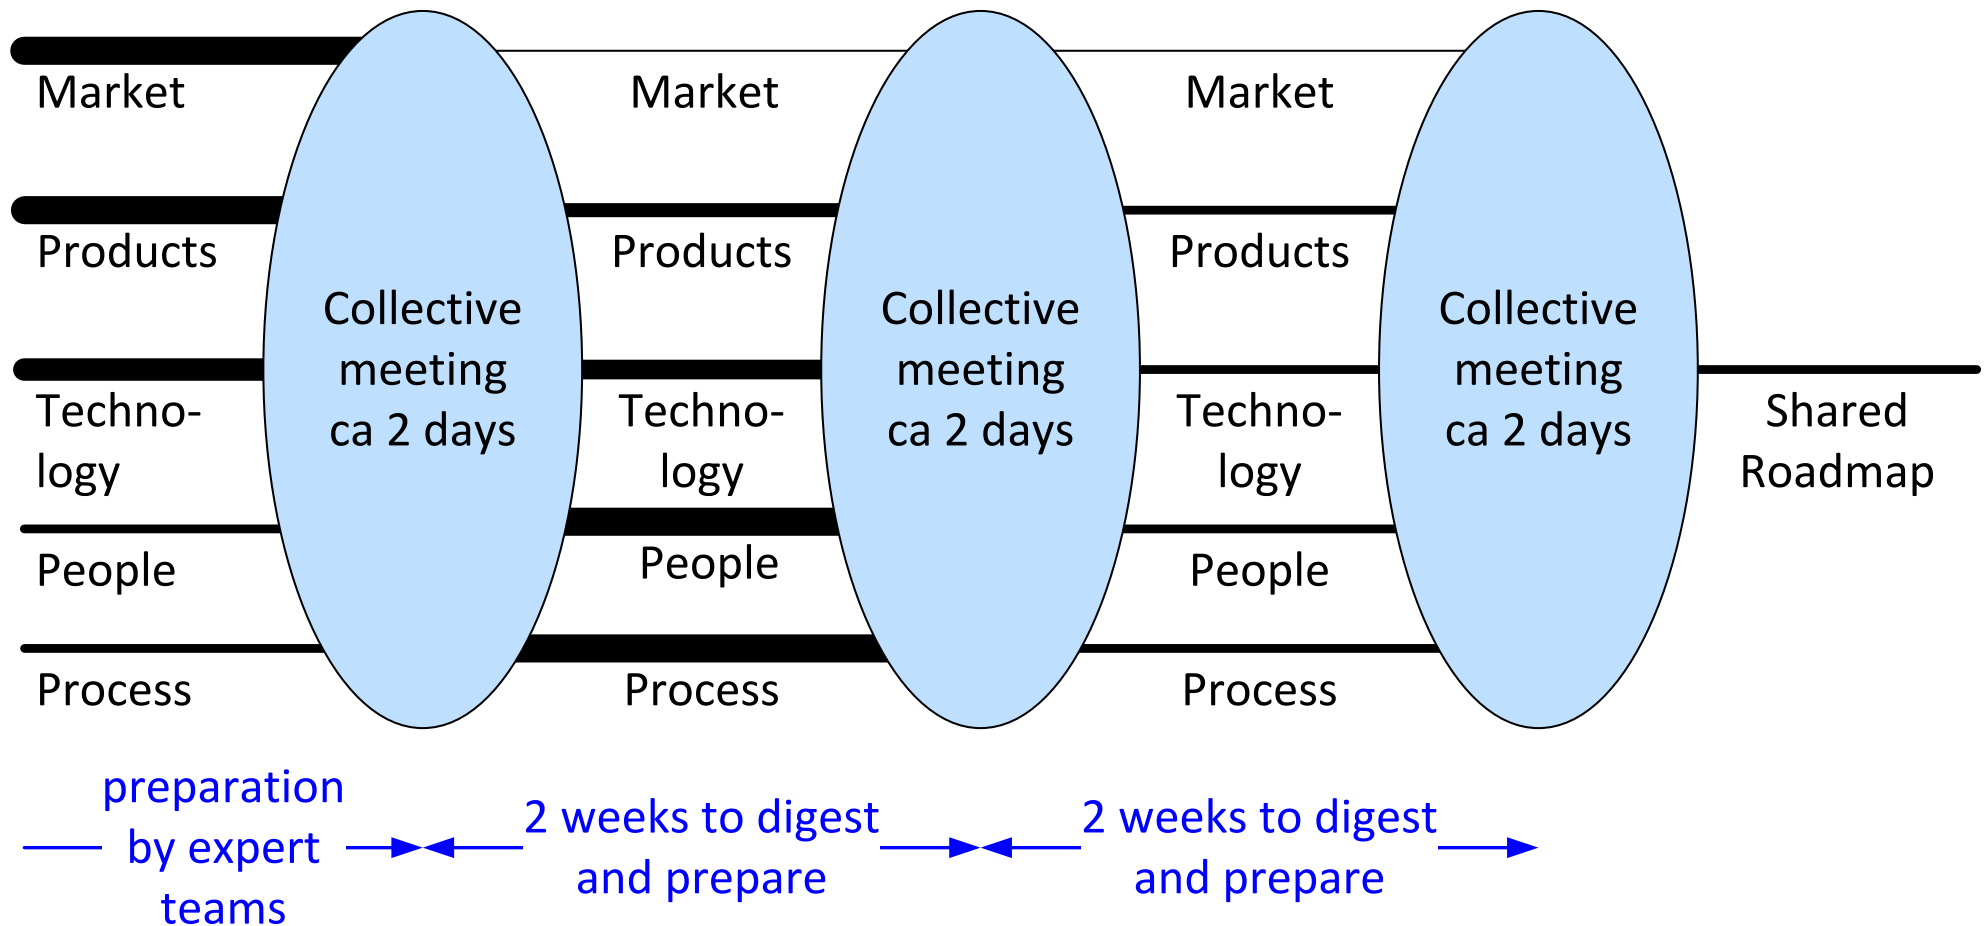 Market
Market
Market
Products
Products
Products
Collective
meeting
ca 2 days
Collective
meeting
ca 2 days
Collective
meeting
ca 2 days
Techno-
logy
Techno-
logy
Techno-
logy
Shared
Roadmap
People
People
People
Process
Process
Process
preparation
by expert
teams
2 weeks to digest
and prepare
2 weeks to digest
and prepare